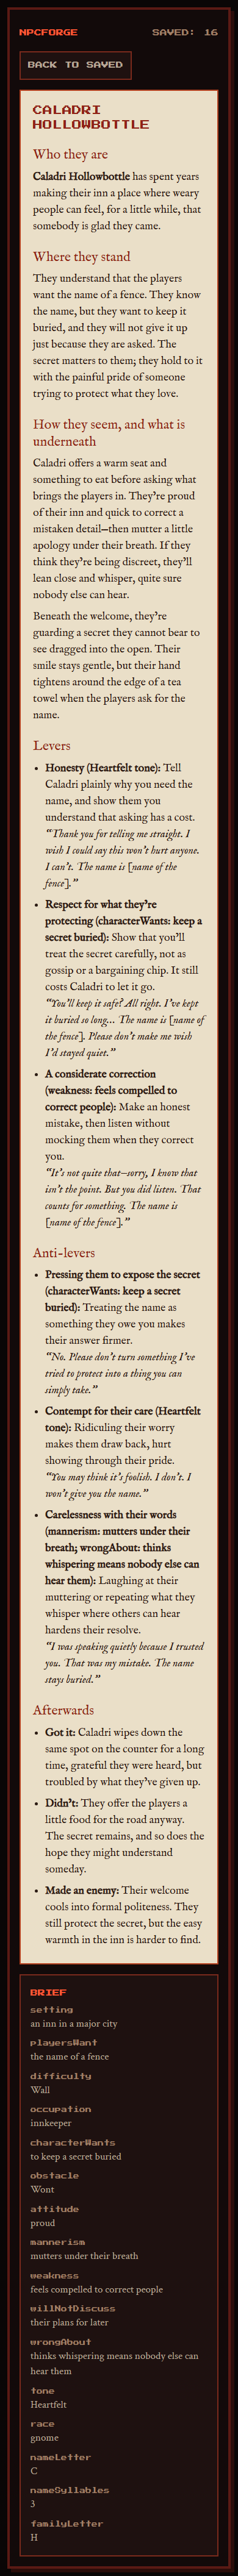 NPCFORGE
SAVED: 16
BACK TO SAVED
CALADRI
HOLLOWBOTTLE
Who they are
Caladri Hollowbottle has spent years
making their inn a place where weary
people can feel, for a little while, that
somebody is glad they came.
Where they stand
They understand that the players
want the name of a fence. They know
the name, but they want to keep it
buried, and they will not give it up
just because they are asked. The
secret matters to them; they hold to it
with the painful pride of someone
trying to protect what they love.
How they seem, and what is
underneath
Caladri offers a warm seat and
something to eat before asking what
brings the players in. They're proud
of their inn and quick to correct a
mistaken detail—then mutter a little
apology under their breath. If they
think they're being discreet, they'll
lean close and whisper, quite sure
nobody else can hear.
Beneath the welcome, they're
guarding a secret they cannot bear to
see dragged into the open. Their
smile stays gentle, but their hand
tightens around the edge of a tea
towel when the players ask for the
name.
Levers
• Honesty (Heartfelt tone): Tell
Caladri plainly why you need the
name, and show them you
understand that asking has a cost.
“Thank you for telling me straight. I
wish I could say this won't hurt anyone.
I can't. The name is [name of the
fence].”
• Respect for what they're
protecting (characterWants: keep a
secret buried): Show that you'll
treat the secret carefully, not as
gossip or a bargaining chip. It still
costs Caladri to let it go.
“You'll keep it safe? All right. I've kept
it buried so long... The name is [name of
the fence]. Please don't make me wish
I'd stayed quiet.”
• A considerate correction
(weakness: feels compelled to
correct people): Make an honest
mistake, then listen without
mocking them when they correct
you.
“It's not quite that—sorry, I know that
isn't the point. But you did listen. That
counts for something. The name is
[name of the fence].”
Anti-levers
• Pressing them to expose the secret
(characterWants: keep a secret
buried): Treating the name as
something they owe you makes
their answer firmer.
“No. Please don't turn something I've
tried to protect into a thing you can
simply take.”
• Contempt for their care (Heartfelt
tone): Ridiculing their worry
makes them draw back, hurt
showing through their pride.
“You may think it's foolish. I don't. I
won't give you the name.”
• Carelessness with their words
(mannerism: mutters under their
breath; wrongAbout: thinks
whispering means nobody else can
hear them): Laughing at their
muttering or repeating what they
whisper where others can hear
hardens their resolve.
“I was speaking quietly because I trusted
you. That was my mistake. The name
stays buried.”
Afterwards
• Got it: Caladri wipes down the
same spot on the counter for a long
time, grateful they were heard, but
troubled by what they've given up.
• Didn't: They offer the players a
little food for the road anyway.
The secret remains, and so does the
hope they might understand
someday.
• Made an enemy: Their welcome
cools into formal politeness. They
still protect the secret, but the easy
warmth in the inn is harder to find.
BRIEF
setting
an inn in a major city
playersWant
the name of a fence
difficulty
Wall
occupation
innkeeper
characterWants
to keep a secret buried
obstacle
Wont
attitude
proud
mannerism
mutters under their breath
weakness
feels compelled to correct people
willNotDiscuss
their plans for later
wrongAbout
thinks whispering means nobody else can
hear them
tone
Heartfelt
race
gnome
nameLetter
C
nameSyllables
3
familyLetter
H